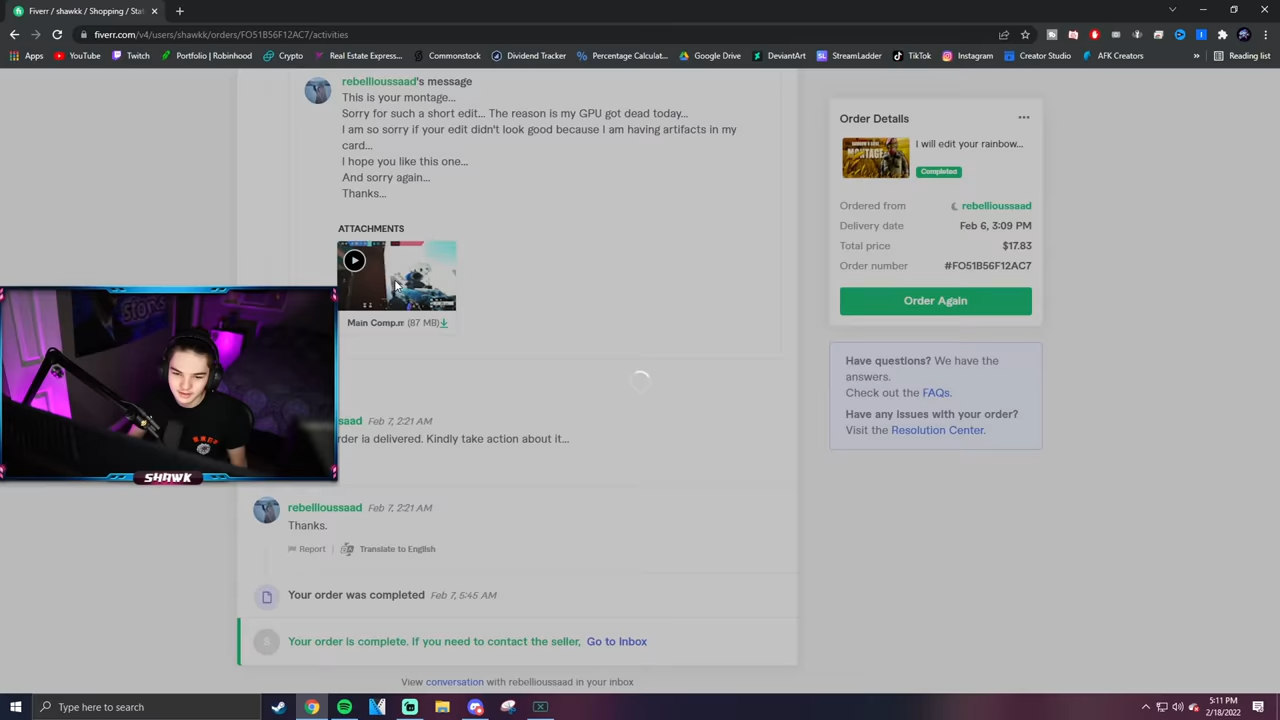 Fiverr / shawkk / Shopping / Sta
fiverr.com/v4/users/shawkk/orders/FO51B56F12AC7/activities
Apps
YouTube
Twitch
Portfolio | Robinhood
Crypto
Real Estate Expres...
Commonstock
Dividend Tracker
Percentage Calculat...
Google Drive
DeviantArt
StreamLadder
TikTok
Instagram
Creator Studio
AFK Creators
»
Reading list
rebellioussaad's message
This is your montage...
Sorry for such a short edit... The reason is my GPU got dead today...
I am so sorry if your edit didn't look good because I am having artifacts in my
card...
I hope you like this one...
And sorry again...
Thanks...
ATTACHMENTS
Main Comp.m (87 MB)
saad Feb 7, 2:21 AM
rder ia delivered. Kindly take action about it...
rebellioussaad Feb 7, 2:21 AM
Thanks.
Report | Translate to English
Your order was completed Feb 7, 5:45 AM
S
Your order is complete. If you need to contact the seller, Go to Inbox
View conversation with rebellioussaad in your inbox
Order Details
RAINBOW 6 SIEGE
MONTAGE
I will edit your rainbow...
Completed
Ordered from rebellioussaad
Delivery date Feb 6, 3:09 PM
Total price $17.83
Order number #FO51B56F12AC7
Order Again
Have questions? We have the
answers.
Check out the FAQs.
Have any issues with your order?
Visit the Resolution Center.
SHAWK
Type here to search
5:11 PM
2/18/2022